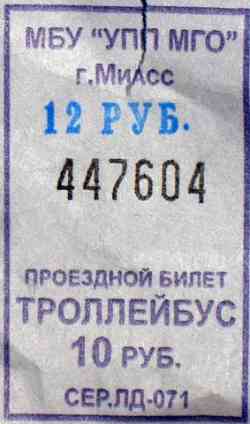 МБУ "УПП МГО"
г.Миасс
12 РУБ.
447604
ПРОЕЗДНОЙ БИЛЕТ
ТРОЛЛЕЙБУС
10 РУБ.
СЕР.ЛД-071